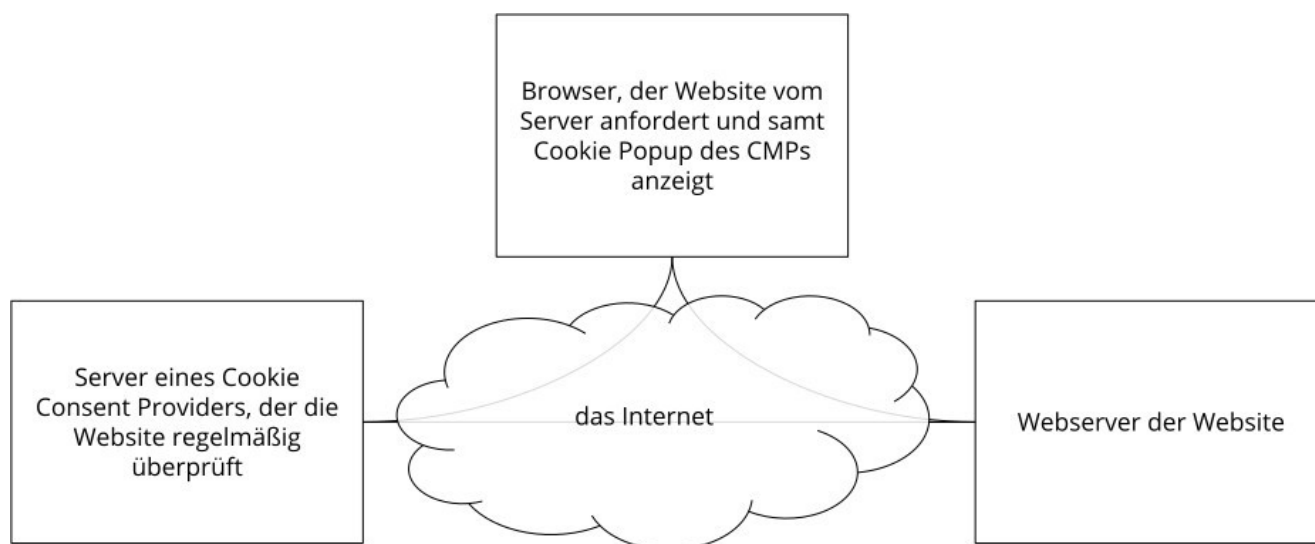 Browser, der Website vom
Server anfordert und samt
Cookie Popup des CMPs
anzeigt
Server eines Cookie
Consent Providers, der die
Website regelmäßig
überprüft
das Internet
Webserver der Website